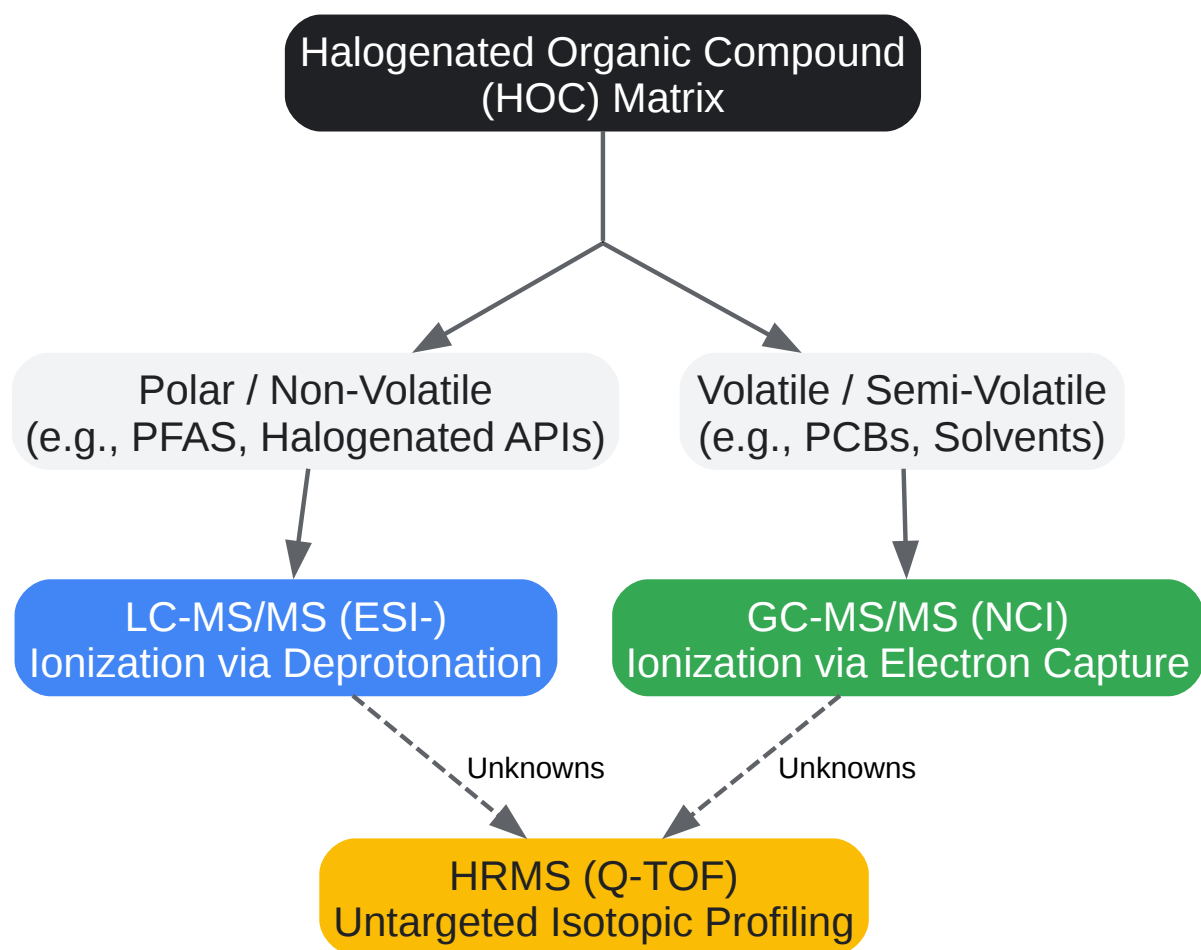 Halogenated Organic Compound
(HOC) Matrix
Polar / Non-Volatile
(e.g., PFAS, Halogenated APIs)
Volatile / Semi-Volatile
(e.g., PCBs, Solvents)
LC-MS/MS (ESI-)
Ionization via Deprotonation
GC-MS/MS (NCI)
Ionization via Electron Capture
Unknowns
Unknowns
HRMS (Q-TOF)
Untargeted Isotopic Profiling